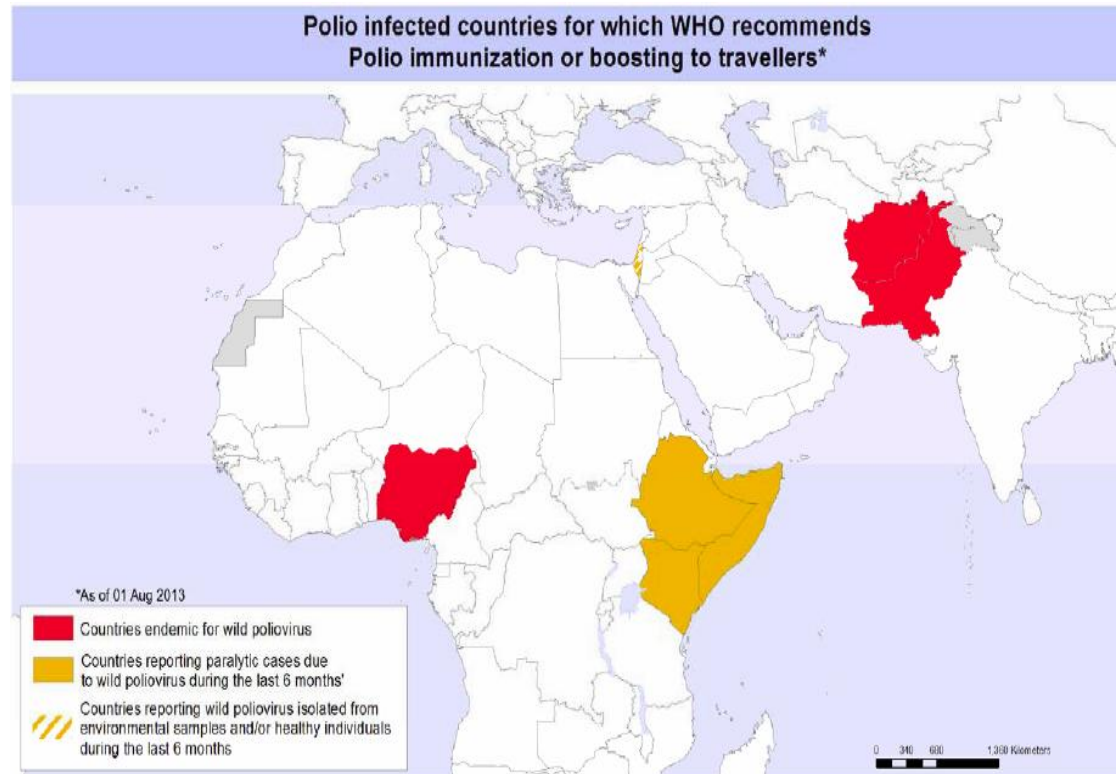 Polio infected countries for which WHO recommends
Polio immunization or boosting to travellers*
*As of 01 Aug 2013
Countries endemic for wild poliovirus
Countries reporting paralytic cases due
to wild poliovirus during the last 6 months'
Countries reporting wild poliovirus isolated from
environmental samples and/or healthy individuals
during the last 6 months
0 340 680 1,360 Kilometers